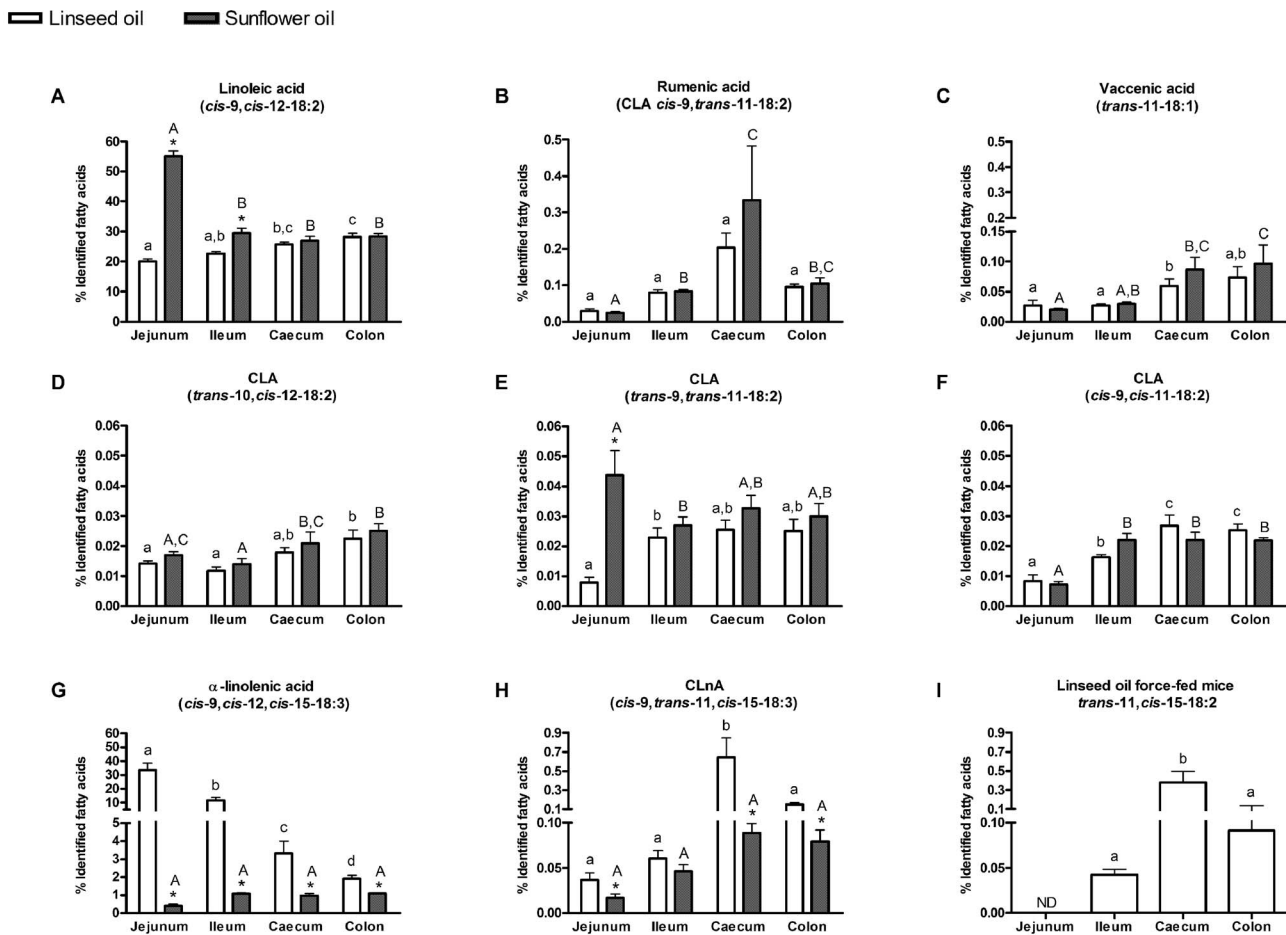 Linseed oil Sunflower oil
A
Linoleic acid
(cis-9,cis-12-18:2)
% Identified fatty acids
60
50
40
30
20
10
0
a
A
*
a,b
B
*
b,c
B
c
B
Jejunum Ileum Caecum Colon
B
Rumenic acid
(CLA cis-9,trans-11-18:2)
% Identified fatty acids
0.5
0.4
0.3
0.2
0.1
0.0
a
A
a
B
a
C
a
B,C
Jejunum Ileum Caecum Colon
C
Vaccenic acid
(trans-11-18:1)
% Identified fatty acids
0.5
0.4
0.3
0.2
0.15
0.10
0.05
0.00
a
A
a
A,B
b
B,C
a,b
C
Jejunum Ileum Caecum Colon
D
CLA
(trans-10,cis-12-18:2)
% Identified fatty acids
0.06
0.05
0.04
0.03
0.02
0.01
0.00
a
A,C
a
A
a,b
B,C
b
B
Jejunum Ileum Caecum Colon
E
CLA
(trans-9,trans-11-18:2)
% Identified fatty acids
0.06
0.05
0.04
0.03
0.02
0.01
0.00
a
A
*
b
B
a,b
A,B
a,b
A,B
Jejunum Ileum Caecum Colon
F
CLA
(cis-9,cis-11-18:2)
% Identified fatty acids
0.06
0.05
0.04
0.03
0.02
0.01
0.00
a
A
b
B
c
B
c
B
Jejunum Ileum Caecum Colon
G
α-linolenic acid
(cis-9,cis-12,cis-15-18:3)
% Identified fatty acids
60
50
40
30
20
10
5
4
3
2
1
0
a
A
*
b
A
*
c
A
*
d
A
*
Jejunum Ileum Caecum Colon
H
CLnA
(cis-9,trans-11,cis-15-18:3)
% Identified fatty acids
0.9
0.7
0.5
0.3
0.1
0.10
0.05
0.00
a
A
*
a
A
b
A
*
a
A
*
Jejunum Ileum Caecum Colon
I
Linseed oil force-fed mice
trans-11,cis-15-18:2
% Identified fatty acids
0.9
0.7
0.5
0.3
0.1
0.10
0.05
0.00
ND
a
b
a
Jejunum Ileum Caecum Colon